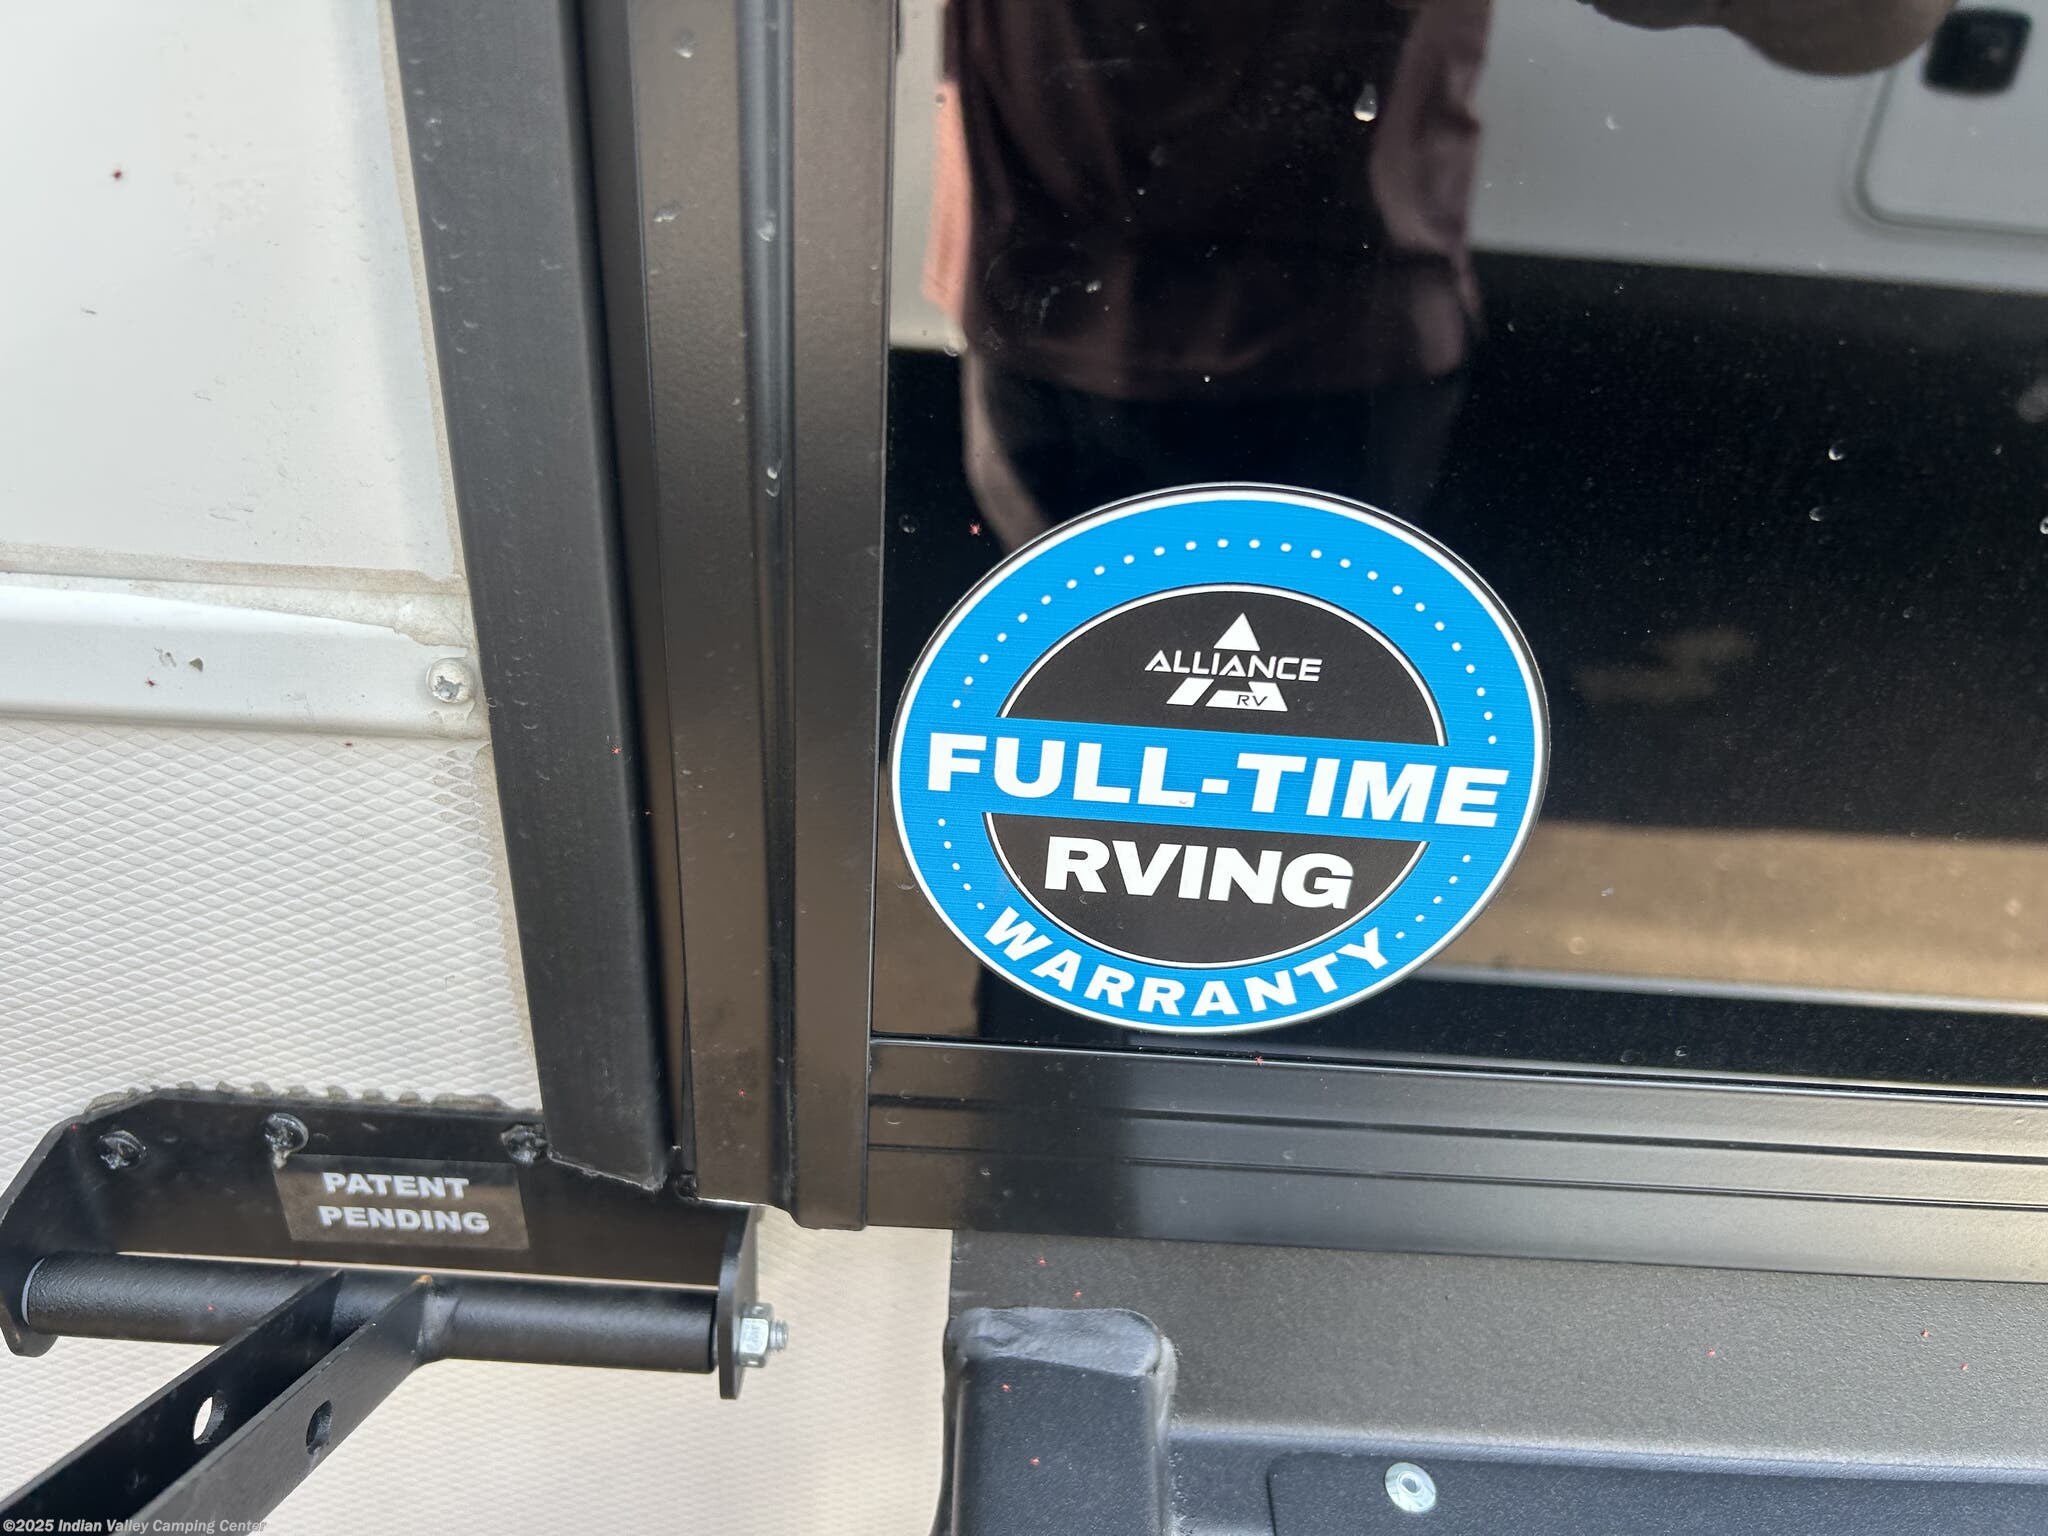 ALLIANCE
RV
FULL-TIME
RVING
WARRANTY
PATENT
PENDING
©2025 Indian Valley Camping Center